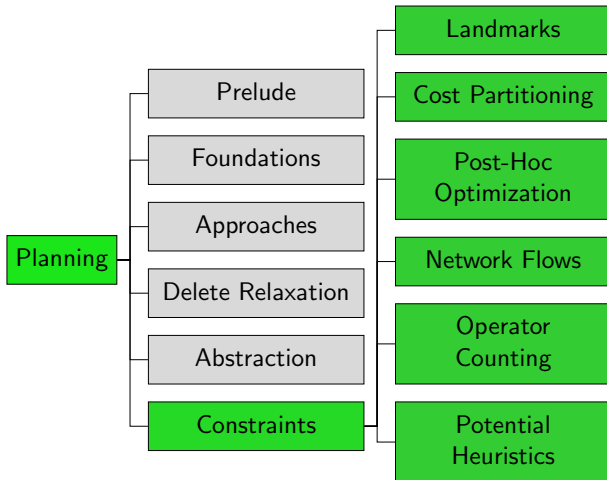 Planning
Prelude
Foundations
Approaches
Delete Relaxation
Abstraction
Constraints
Landmarks
Cost Partitioning
Post-Hoc
Optimization
Network Flows
Operator
Counting
Potential
Heuristics